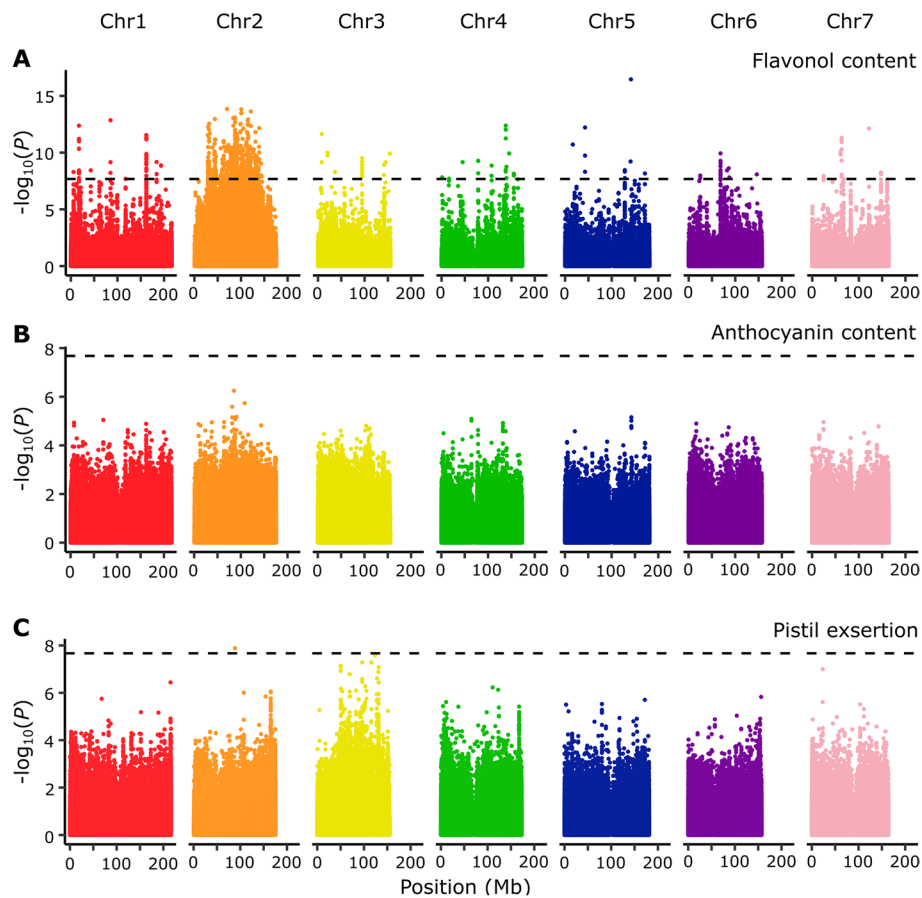 Chr1 Chr2 Chr3 Chr4 Chr5 Chr6 Chr7
A Flavonol content
15
10
5
0
-log10(P)
0 100 200 0 100 200 0 100 200 0 100 200 0 100 200 0 100 200 0 100 200
B Anthocyanin content
8
6
4
2
0
-log10(P)
0 100 200 0 100 200 0 100 200 0 100 200 0 100 200 0 100 200 0 100 200
C Pistil exsertion
8
6
4
2
0
-log10(P)
0 100 200 0 100 200 0 100 200 0 100 200 0 100 200 0 100 200 0 100 200
Position (Mb)